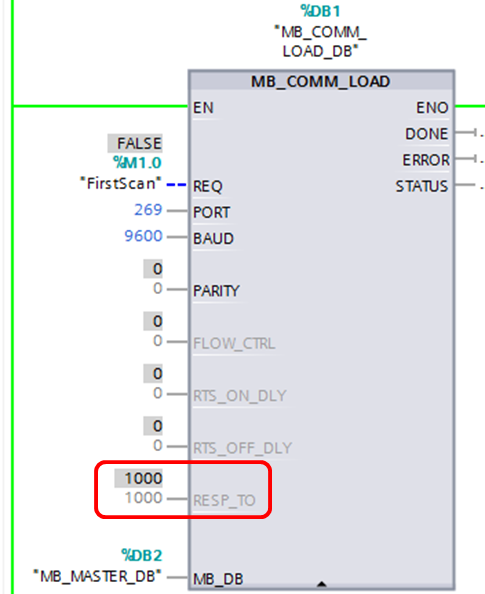 %DB1
"MB_COMM_
LOAD_DB"
MB_COMM_LOAD
EN ENO
DONE
FALSE ERROR
%M1.0
"FirstScan" REQ STATUS
269 PORT
9600 BAUD
0
0 PARITY
0
0 FLOW_CTRL
0
0 RTS_ON_DLY
0
0 RTS_OFF_DLY
1000
1000 RESP_TO
%DB2
"MB_MASTER_DB" MB_DB